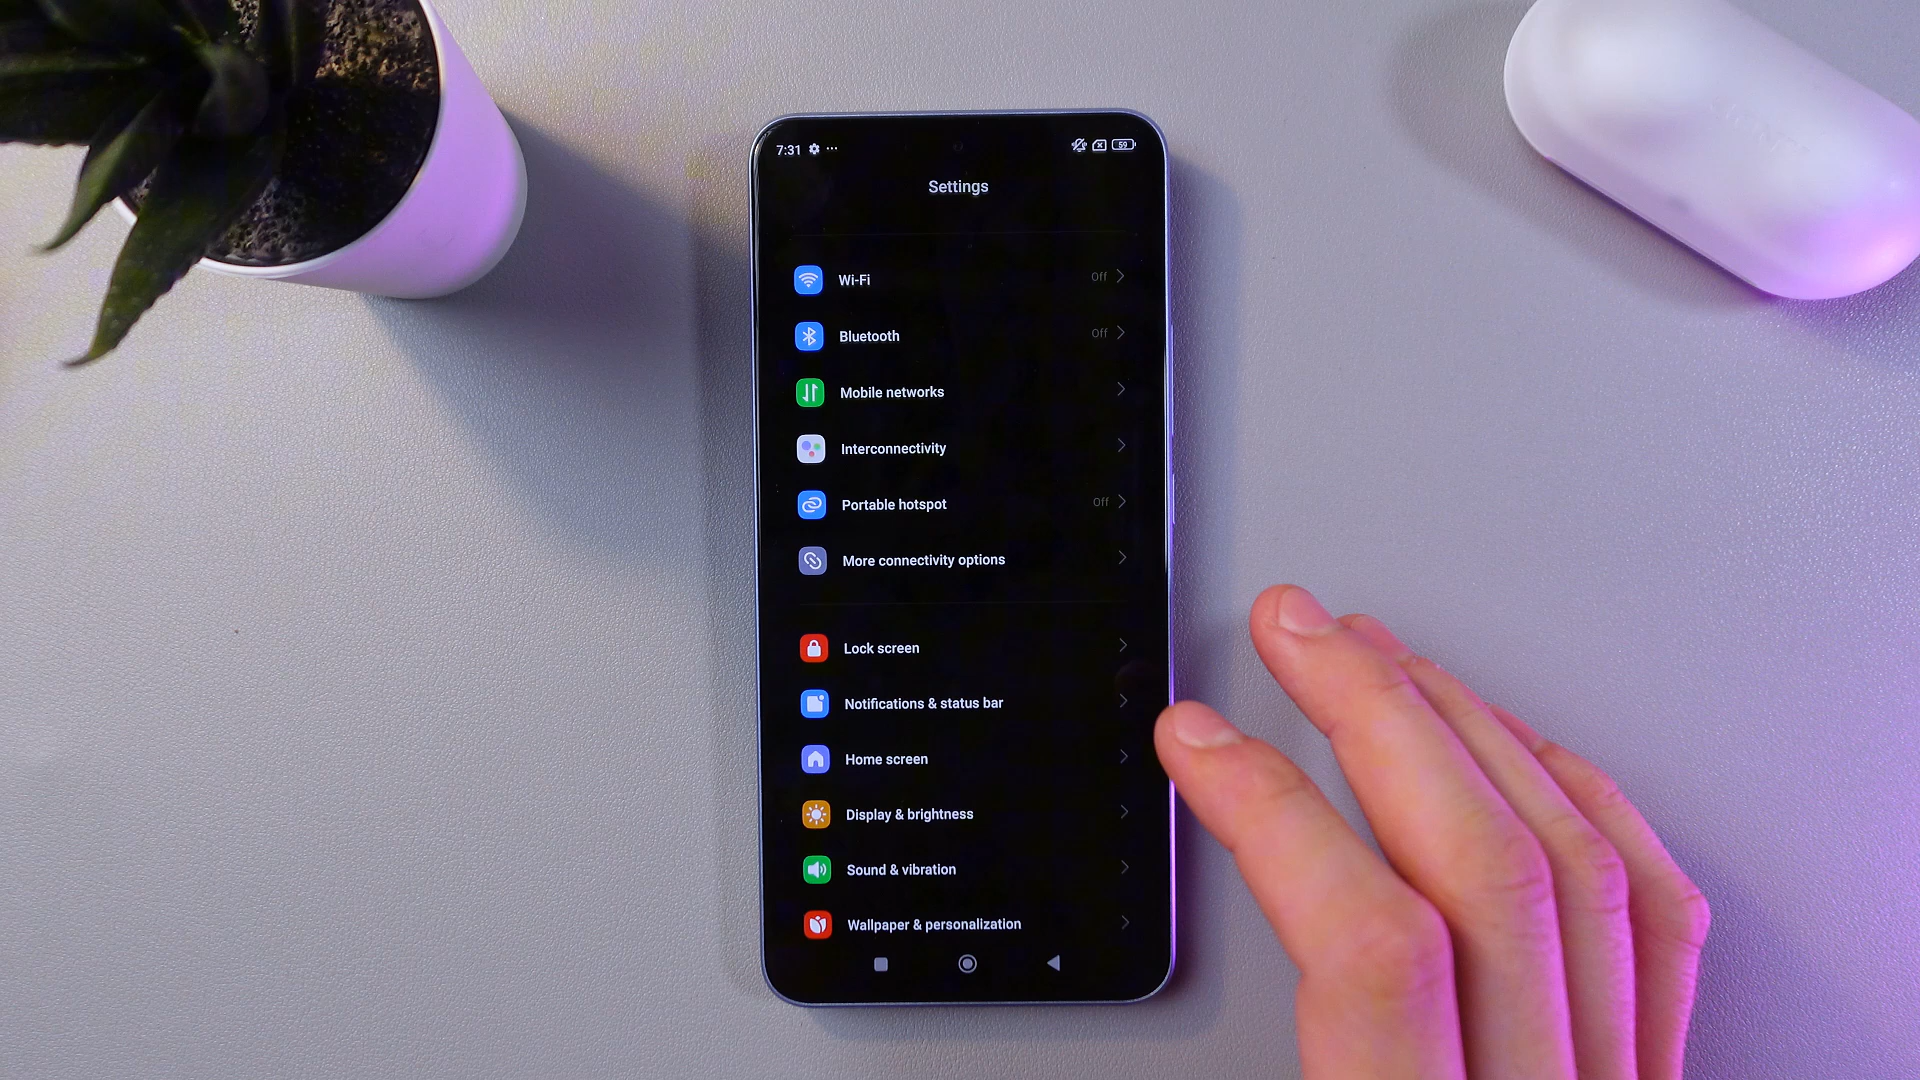 7:31 ··· 59
Settings
Wi-Fi Off
Bluetooth Off
Mobile networks
Interconnectivity
Portable hotspot Off
More connectivity options
Lock screen
Notifications & status bar
Home screen
Display & brightness
Sound & vibration
Wallpaper & personalization